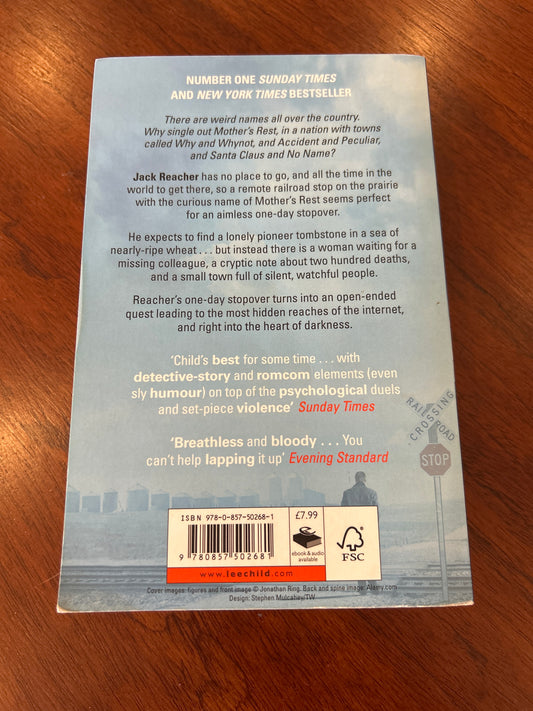 NUMBER ONE SUNDAY TIMES
AND NEW YORK TIMES BESTSELLER
There are weird names all over the country.
Why single out Mother's Rest, in a nation with towns
called Why and Whynot, and Accident and Peculiar,
and Santa Claus and No Name?
Jack Reacher has no place to go, and all the time in the
world to get there, so a remote railroad stop on the prairie
with the curious name of Mother's Rest seems perfect
for an aimless one-day stopover.
He expects to find a lonely pioneer tombstone in a sea of
nearly-ripe wheat . . . but instead there is a woman waiting for a
missing colleague, a cryptic note about two hundred deaths,
and a small town full of silent, watchful people.
Reacher's one-day stopover turns into an open-ended
quest leading to the most hidden reaches of the internet,
and right into the heart of darkness.
'Child's best for some time . . . with
detective-story and romcom elements (even
sly humour) on top of the psychological duels
and set-piece violence' Sunday Times
'Breathless and bloody . . . You
can't help lapping it up' Evening Standard
RAIL CROSSING ROAD
STOP
ISBN 978-0-857-50268-1
9 780857 502681
www.leechild.com
£7.99
ebook & audio
available
FSC
Cover images: figures and front image © Jonathan Ring. Back and spine image: Alamy.com
Design: Stephen Mulcahey/TW